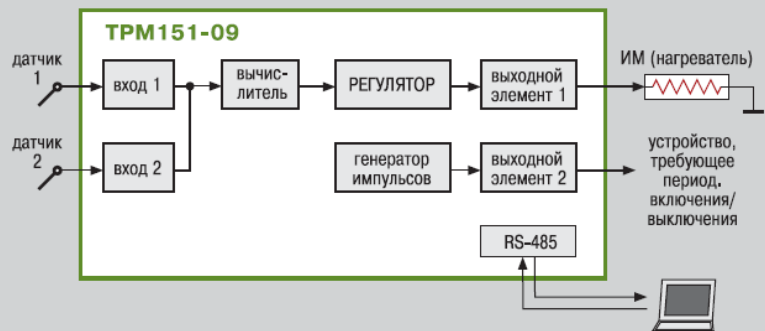 ТРМ151-09
датчик
1
вход 1
вычис-
литель
РЕГУЛЯТОР
выходной
элемент 1
ИМ (нагреватель)
датчик
2
вход 2
генератор
импульсов
выходной
элемент 2
устройство,
требующее
период.
включения/
выключения
RS-485